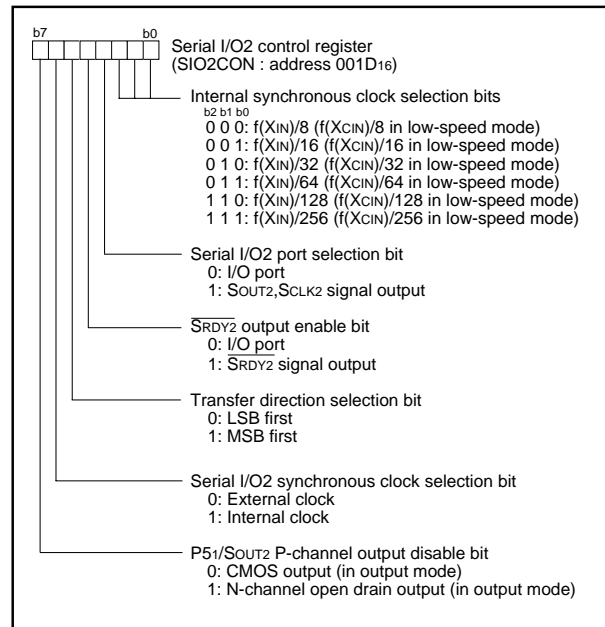 b7 b0
Serial I/O2 control register
(SIO2CON : address 001D16)
Internal synchronous clock selection bits
b2 b1 b0
0 0 0: f(XIN)/8 (f(XCIN)/8 in low-speed mode)
0 0 1: f(XIN)/16 (f(XCIN)/16 in low-speed mode)
0 1 0: f(XIN)/32 (f(XCIN)/32 in low-speed mode)
0 1 1: f(XIN)/64 (f(XCIN)/64 in low-speed mode)
1 1 0: f(XIN)/128 (f(XCIN)/128 in low-speed mode)
1 1 1: f(XIN)/256 (f(XCIN)/256 in low-speed mode)
Serial I/O2 port selection bit
0: I/O port
1: SOUT2,SCLK2 signal output
SRDY2 output enable bit
0: I/O port
1: SRDY2 signal output
Transfer direction selection bit
0: LSB first
1: MSB first
Serial I/O2 synchronous clock selection bit
0: External clock
1: Internal clock
P51/SOUT2 P-channel output disable bit
0: CMOS output (in output mode)
1: N-channel open drain output (in output mode)